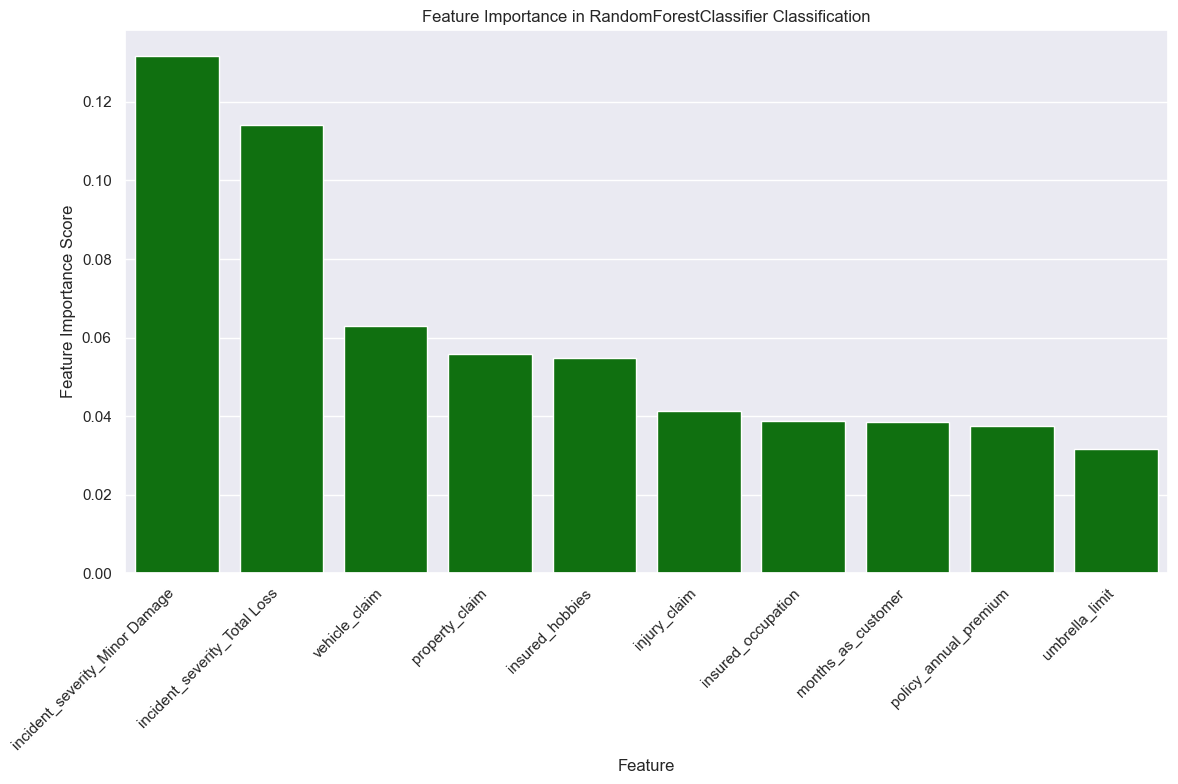 Feature Importance in RandomForestClassifier Classification
Feature Importance Score
0.12
0.10
0.08
0.06
0.04
0.02
0.00
incident_severity_Minor Damage
incident_severity_Total Loss
vehicle_claim
property_claim
insured_hobbies
injury_claim
insured_occupation
months_as_customer
policy_annual_premium
umbrella_limit
Feature